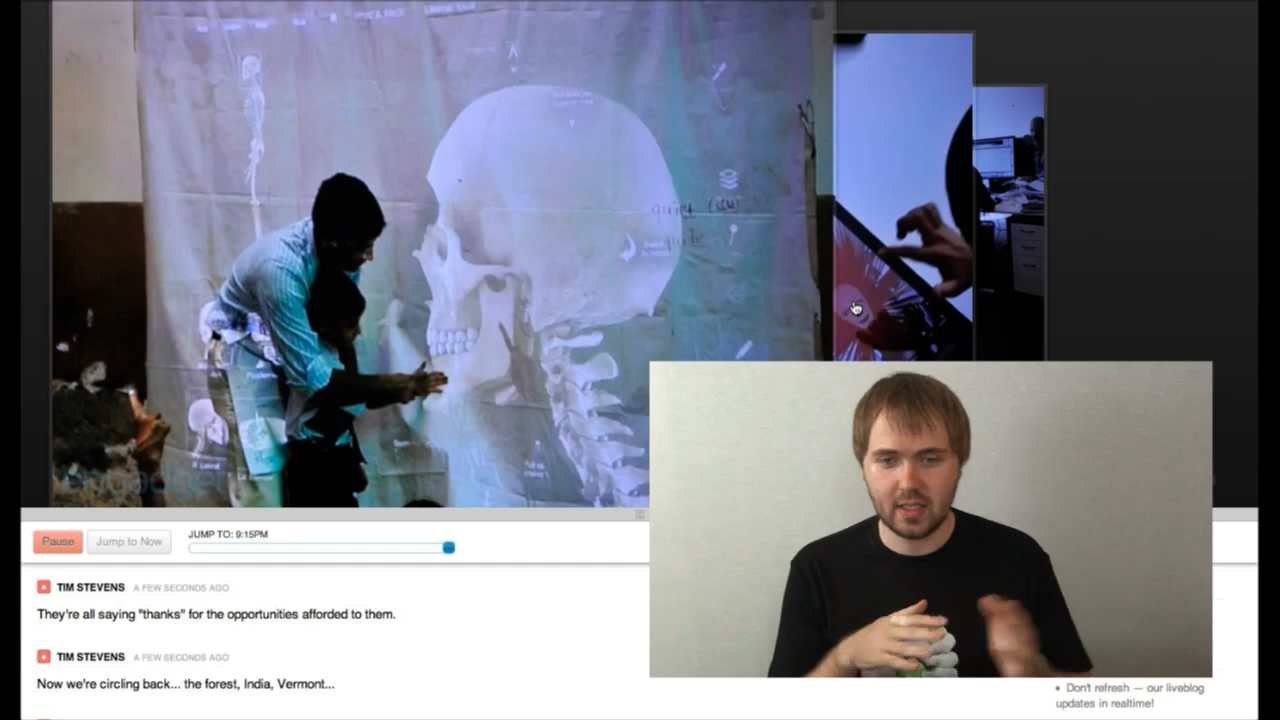 quiet
engadget
Pause
Jump to Now
JUMP TO: 9:15PM
TIM STEVENS A FEW SECONDS AGO
They're all saying "thanks" for the opportunities afforded to them.
TIM STEVENS A FEW SECONDS AGO
Now we're circling back... the forest, India, Vermont...
• Don't refresh — our liveblog
updates in realtime!